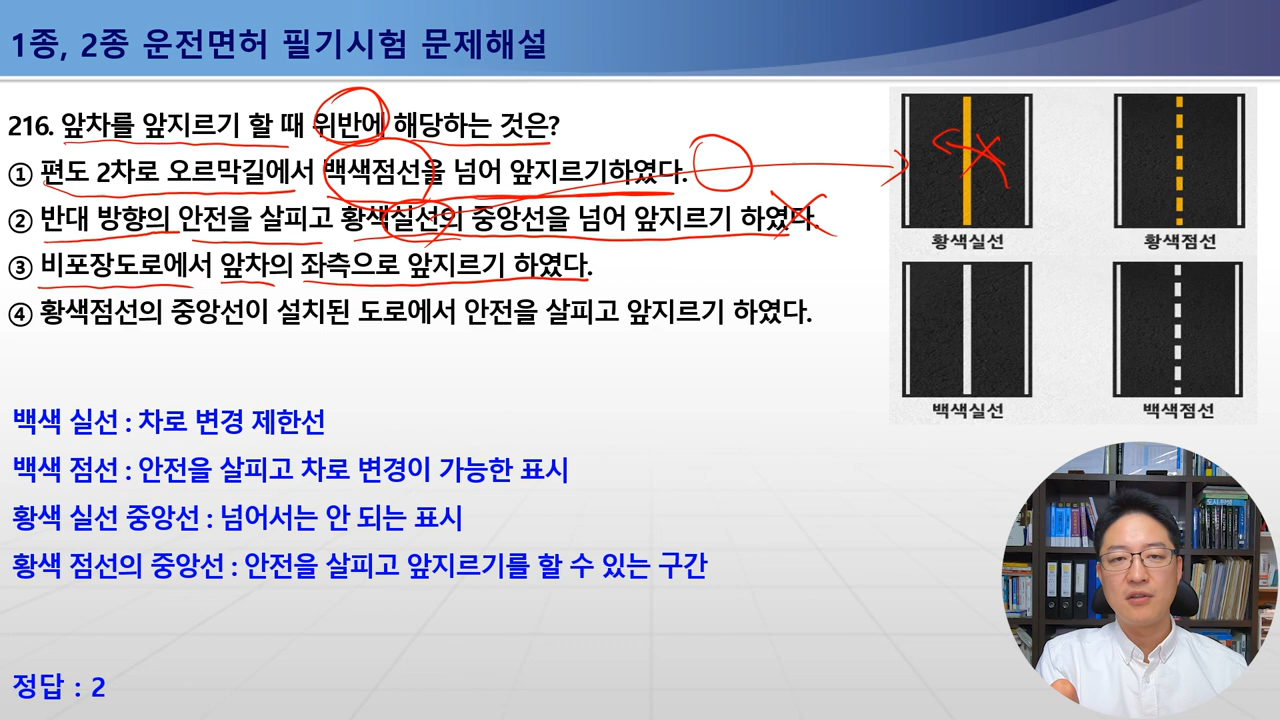 1종, 2종 운전면허 필기시험 문제해설
216. 앞차를 앞지르기 할 때 위반에 해당하는 것은?
① 편도 2차로 오르막길에서 백색점선을 넘어 앞지르기하였다.
② 반대 방향의 안전을 살피고 황색실선의 중앙선을 넘어 앞지르기 하였다.
③ 비포장도로에서 앞차의 좌측으로 앞지르기 하였다.
④ 황색점선의 중앙선이 설치된 도로에서 안전을 살피고 앞지르기 하였다.
황색실선
황색점선
백색실선
백색점선
백색 실선 : 차로 변경 제한선
백색 점선 : 안전을 살피고 차로 변경이 가능한 표시
황색 실선 중앙선 : 넘어서는 안 되는 표시
황색 점선의 중앙선 : 안전을 살피고 앞지르기를 할 수 있는 구간
정답 : 2